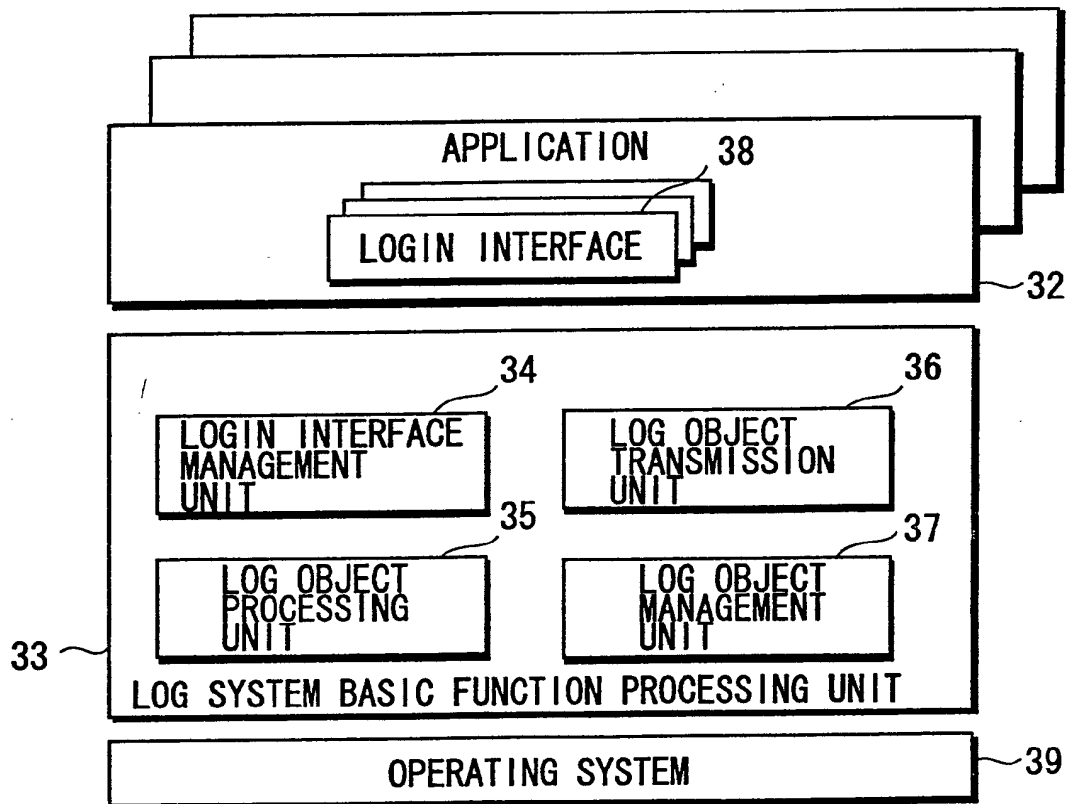 APPLICATION
38
LOGIN INTERFACE
32
34
36
LOGIN INTERFACE
MANAGEMENT
UNIT
LOG OBJECT
TRANSMISSION
UNIT
35
37
LOG OBJECT
PROCESSING
UNIT
LOG OBJECT
MANAGEMENT
UNIT
33
LOG SYSTEM BASIC FUNCTION PROCESSING UNIT
OPERATING SYSTEM
39